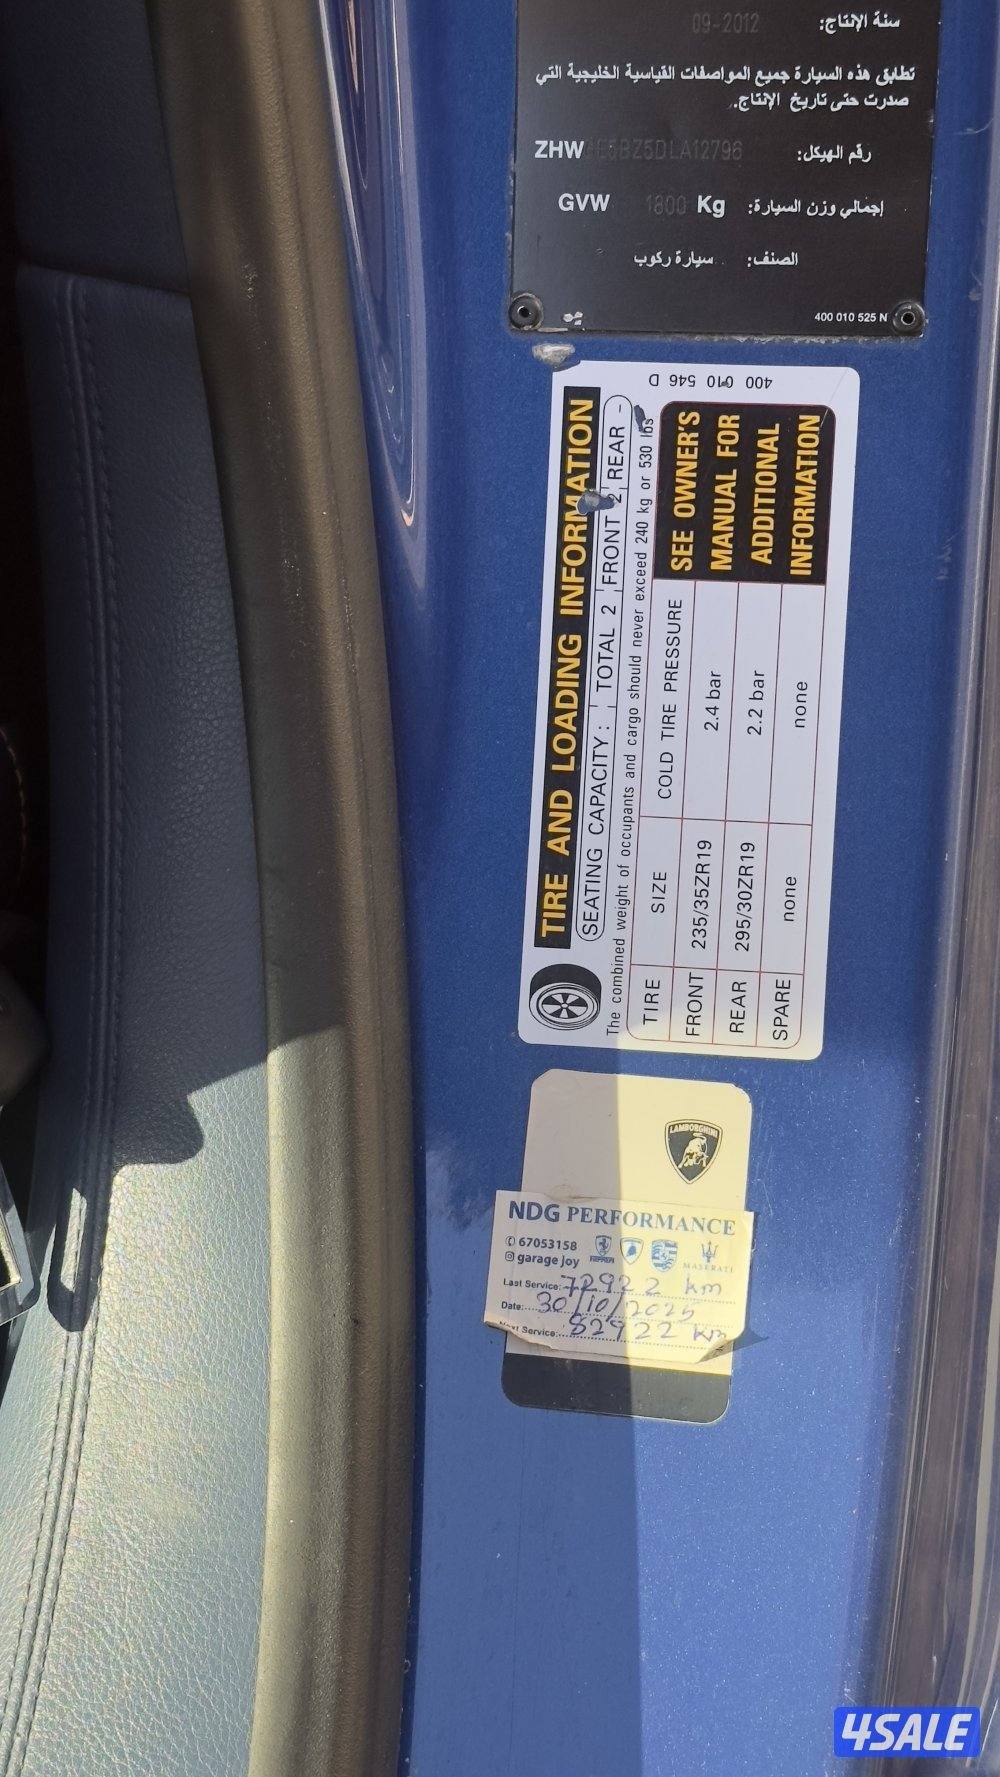 سنة الإنتاج: 09-2012
تطابق هذه السيارة جميع المواصفات القياسية الخليجية التي
صدرت حتى تاريخ الإنتاج.
رقم الهيكل: ZHW E5BZ5DLA12796
إجمالي وزن السيارة: GVW 1800 Kg
الصنف: سيارة ركوب
400 010 525 N
400 010 546 D
TIRE AND LOADING INFORMATION
SEATING CAPACITY: TOTAL 2 FRONT 2 REAR -
The combined weight of occupants and cargo should never exceed 240 kg or 530 lbs
TIRE SIZE COLD TIRE PRESSURE
FRONT 235/35ZR19 2.4 bar
REAR 295/30ZR19 2.2 bar
SPARE none none
SEE OWNER'S
MANUAL FOR
ADDITIONAL
INFORMATION
LAMBORGHINI
NDG PERFORMANCE
67053158
garage joy
MASERATI
Last Service: 72922 km
Date: 30/10/2025
Next Service: 82922 km
4SALE